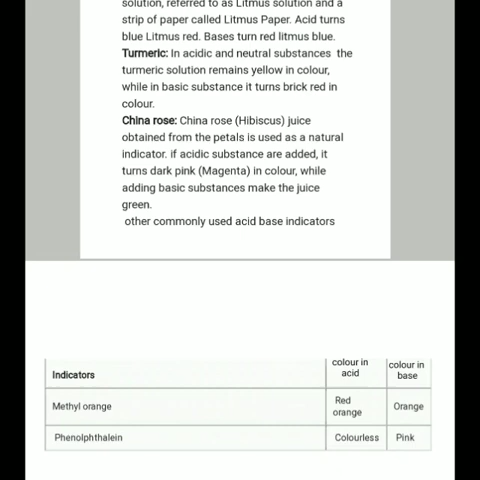 solution, referred to as Litmus solution and a
strip of paper called Litmus Paper. Acid turns
blue Litmus red. Bases turn red litmus blue.
Turmeric: In acidic and neutral substances the
turmeric solution remains yellow in colour,
while in basic substance it turns brick red in
colour.
China rose: China rose (Hibiscus) juice
obtained from the petals is used as a natural
indicator. if acidic substance are added, it
turns dark pink (Magenta) in colour, while
adding basic substances make the juice
green.
other commonly used acid base indicators
Indicators colour in acid colour in base
Methyl orange Red orange Orange
Phenolphthalein Colourless Pink